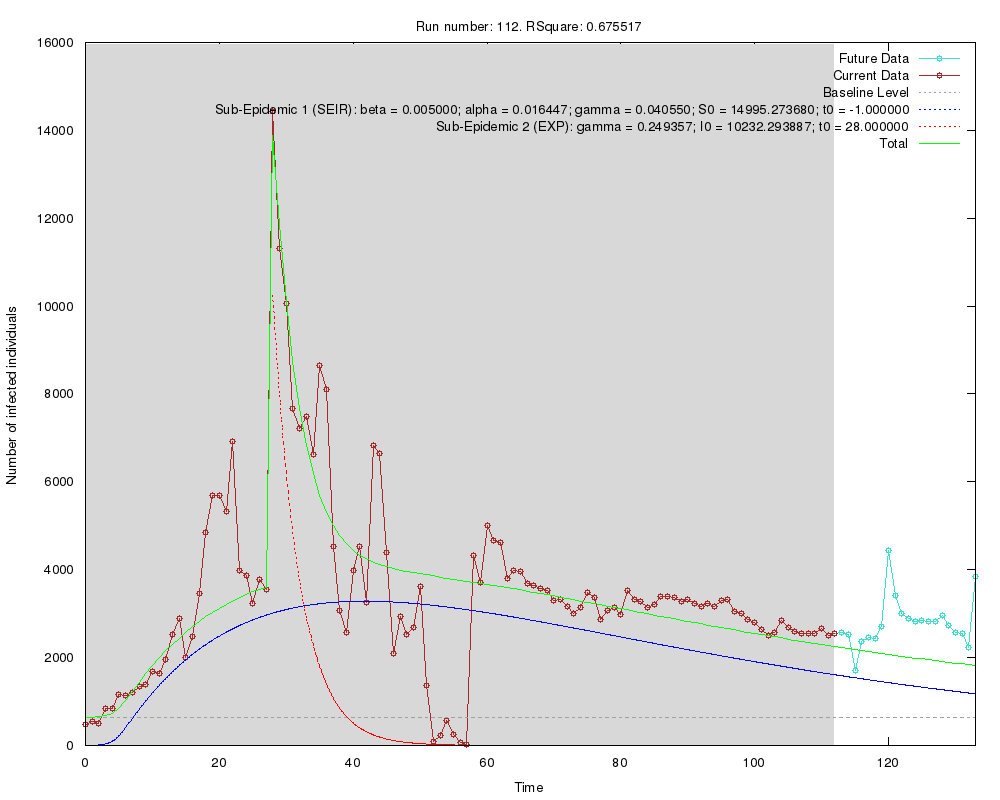 Run number: 112. RSquare: 0.675517
16000
14000
12000
10000
8000
6000
4000
2000
0
Number of infected individuals
Future Data
Current Data
Baseline Level
Sub-Epidemic 1 (SEIR): beta = 0.005000; alpha = 0.016447; gamma = 0.040550; S0 = 14995.273680; t0 = -1.000000
Sub-Epidemic 2 (EXP): gamma = 0.249357; I0 = 10232.293887; t0 = 28.000000
Total
0 20 40 60 80 100 120
Time